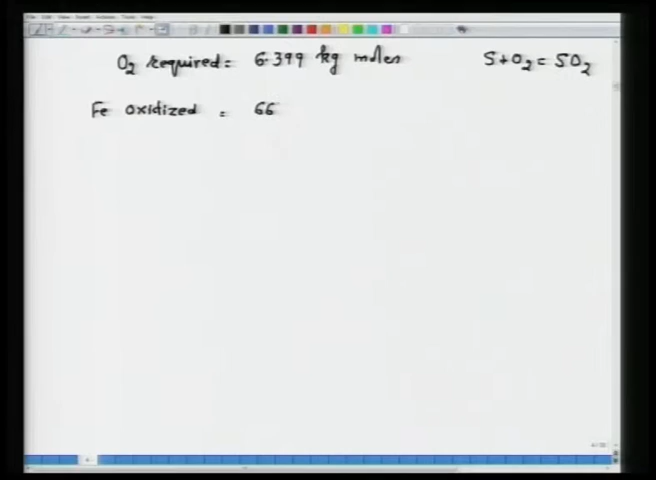 O₂ required = 6.399 kg moles S+O₂ = SO₂
Fe oxidized = 66